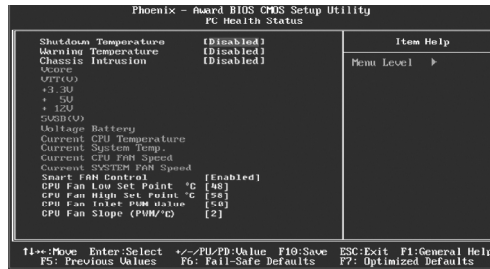 Phoenix - Award BIOS CMOS Setup Utility
PC Health Status
Shutdown Temperature [Disabled]
Warning Temperature [Disabled]
Chassis Intrusion [Disabled]
Vcore
VTT(V)
+3.3V
+ 5V
+ 12V
5VSB(V)
Voltage Battery
Current CPU Temperature
Current System Temp.
Current CPU FAN Speed
Current SYSTEM FAN Speed
Smart FAN Control [Enabled]
CPU Fan Low Set Point °C [48]
CPU Fan High Set Point °C [58]
CPU Fan Inlet PWM value [50]
CPU Fan Slope (PWM/°C) [2]
Item Help
Menu Level ▶
↑↓→←:Move Enter:Select +/-/PU/PD:Value F10:Save ESC:Exit F1:General Help
F5: Previous Values F6: Fail-Safe Defaults F7: Optimized Defaults